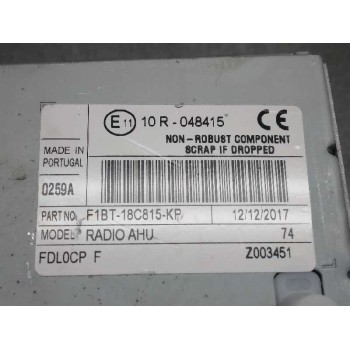 E11 10 R - 048415 CE
NON - ROBUST COMPONENT
SCRAP IF DROPPED
MADE IN
PORTUGAL
0259A
PART NO. F1BT-18C815-KP 12/12/2017
MODEL RADIO AHU 74
FDL0CP F Z003451